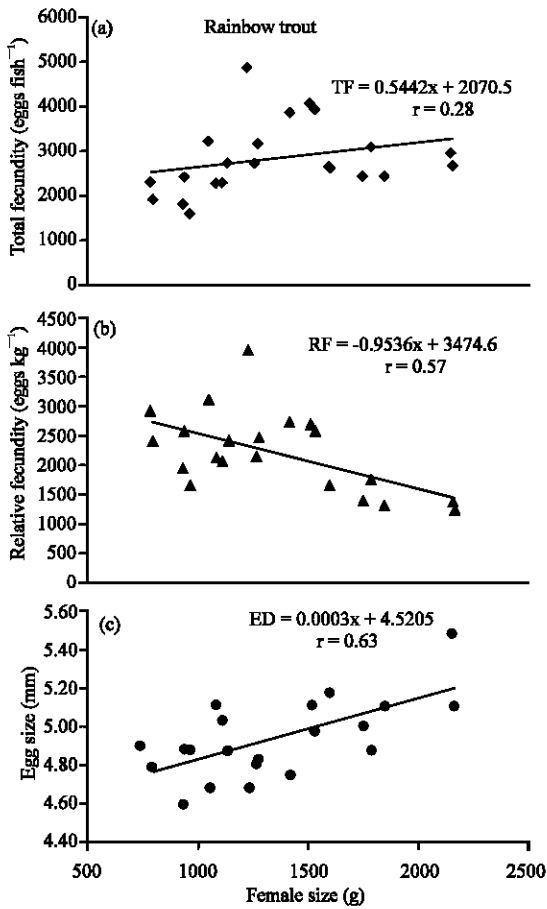 (a)
Rainbow trout
TF = 0.5442x + 2070.5
r = 0.28
Total fecundity (eggs fish⁻¹)
6000
5000
4000
3000
2000
1000
0
(b)
RF = -0.9536x + 3474.6
r = 0.57
Relative fecundity (eggs kg⁻¹)
4500
4000
3500
3000
2500
2000
1500
1000
500
0
(c)
ED = 0.0003x + 4.5205
r = 0.63
Egg size (mm)
5.60
5.40
5.20
5.00
4.80
4.60
4.40
500 1000 1500 2000 2500
Female size (g)